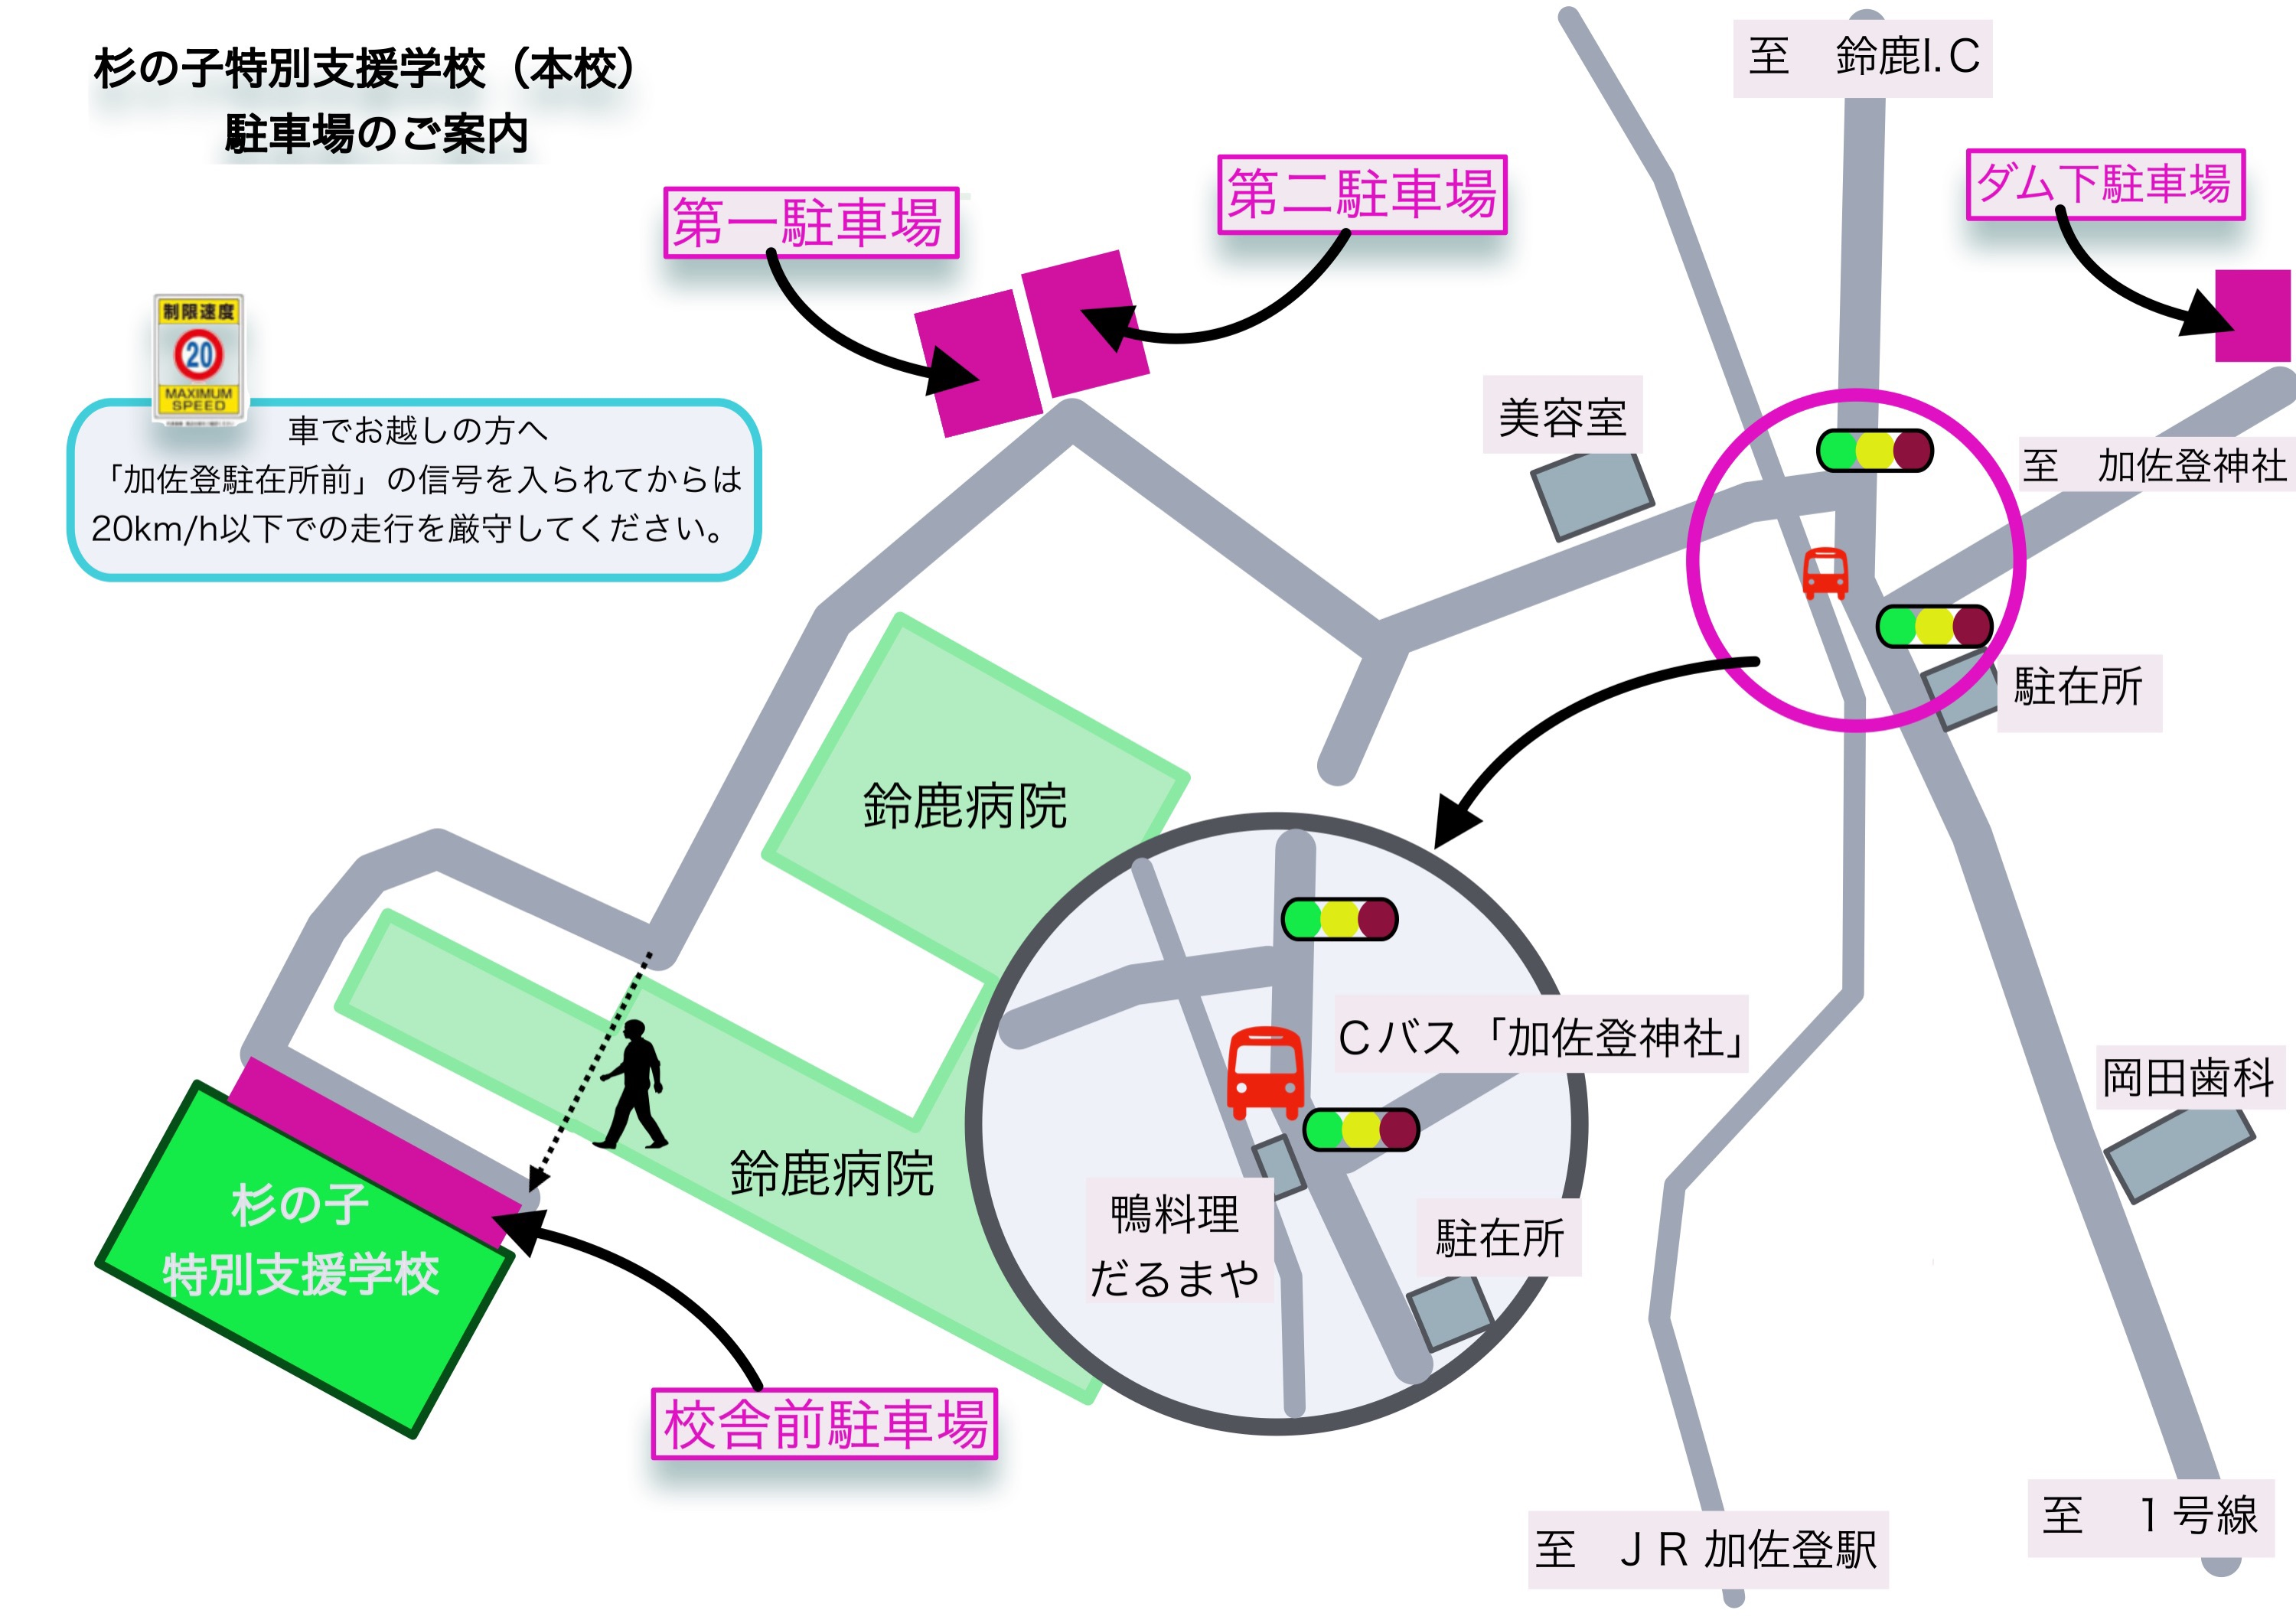 杉の子特別支援学校（本校）
駐車場のご案内
至　鈴鹿I.C
第一駐車場
第二駐車場
ダム下駐車場
制限速度
20
MAXIMUM
SPEED
車でお越しの方へ
「加佐登駐在所前」の信号を入られてからは
20km/h以下での走行を厳守してください。
美容室
至　加佐登神社
駐在所
鈴鹿病院
Cバス「加佐登神社」
岡田歯科
鈴鹿病院
鴨料理
だるまや
駐在所
杉の子
特別支援学校
校舎前駐車場
至　１号線
至　ＪＲ加佐登駅